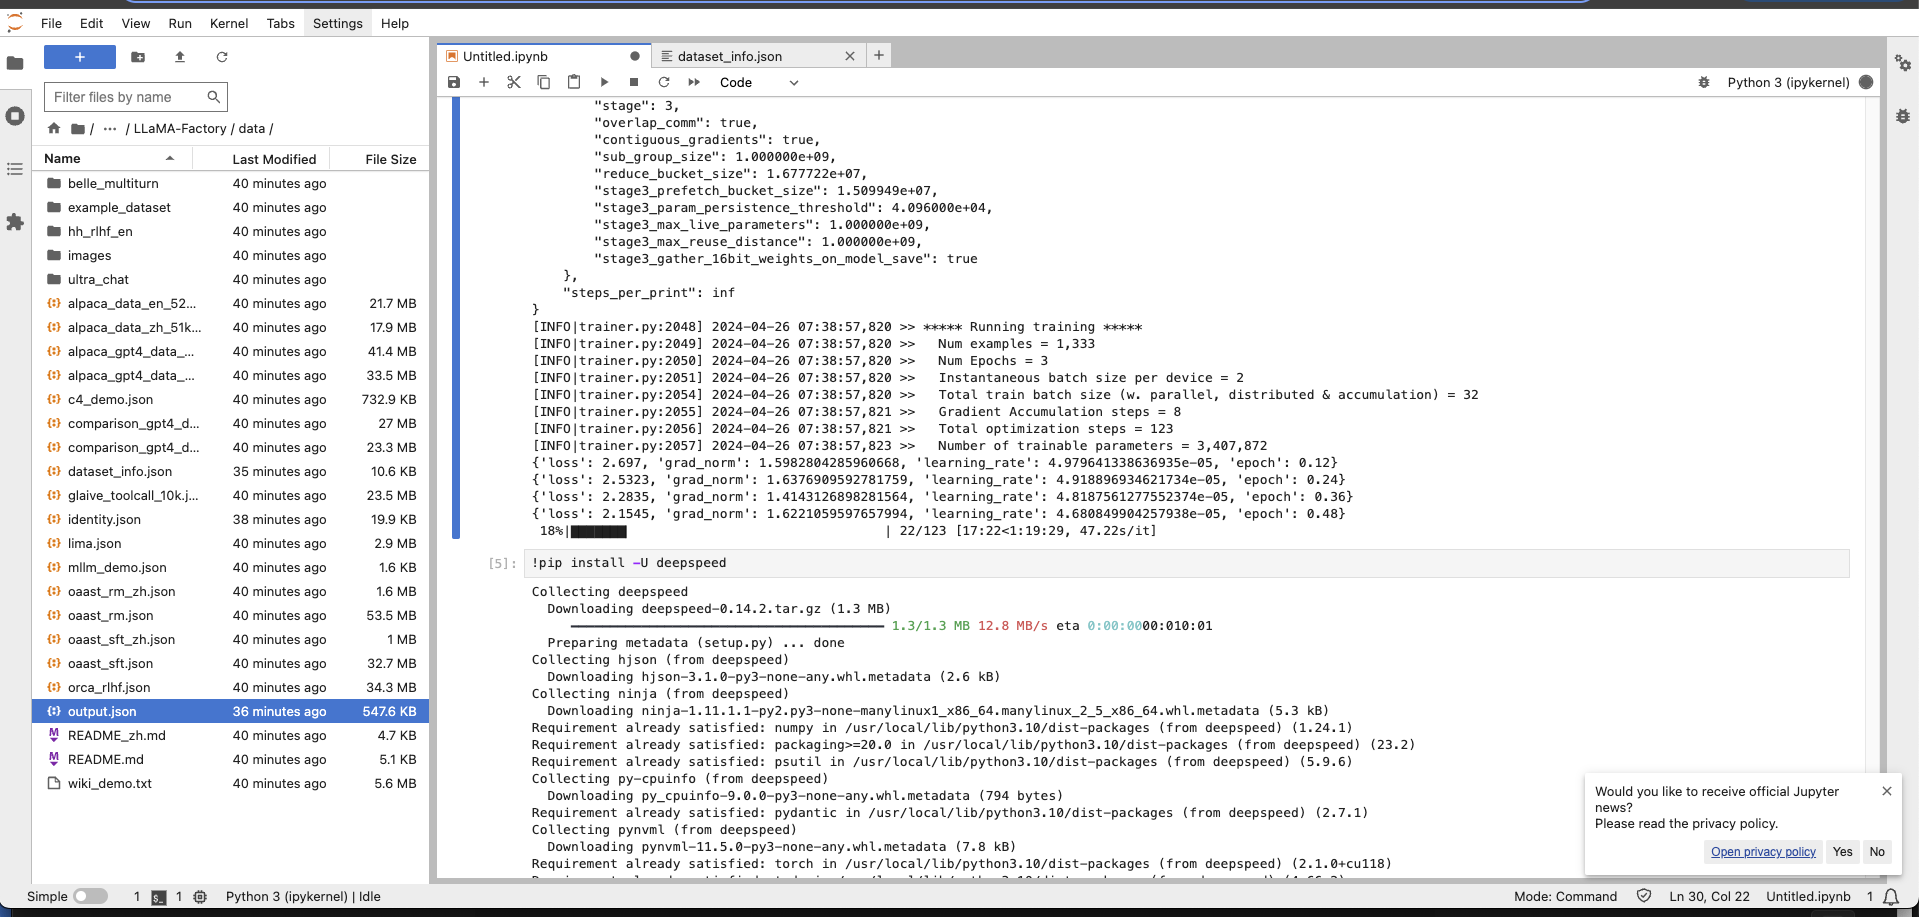 File Edit View Run Kernel Tabs Settings Help
Filter files by name
/ ··· / LLaMA-Factory / data /
Name Last Modified File Size
belle_multiturn 40 minutes ago
example_dataset 40 minutes ago
hh_rlhf_en 40 minutes ago
images 40 minutes ago
ultra_chat 40 minutes ago
alpaca_data_en_52... 40 minutes ago 21.7 MB
alpaca_data_zh_51k... 40 minutes ago 17.9 MB
alpaca_gpt4_data_... 40 minutes ago 41.4 MB
alpaca_gpt4_data_... 40 minutes ago 33.5 MB
c4_demo.json 40 minutes ago 732.9 KB
comparison_gpt4_d... 40 minutes ago 27 MB
comparison_gpt4_d... 40 minutes ago 23.3 MB
dataset_info.json 35 minutes ago 10.6 KB
glaive_toolcall_10k.j... 40 minutes ago 23.5 MB
identity.json 38 minutes ago 19.9 KB
lima.json 40 minutes ago 2.9 MB
mllm_demo.json 40 minutes ago 1.6 KB
oaast_rm_zh.json 40 minutes ago 1.6 MB
oaast_rm.json 40 minutes ago 53.5 MB
oaast_sft_zh.json 40 minutes ago 1 MB
oaast_sft.json 40 minutes ago 32.7 MB
orca_rlhf.json 40 minutes ago 34.3 MB
output.json 36 minutes ago 547.6 KB
README_zh.md 40 minutes ago 4.7 KB
README.md 40 minutes ago 5.1 KB
wiki_demo.txt 40 minutes ago 5.6 MB
Untitled.ipynb dataset_info.json
Code Python 3 (ipykernel)
"stage": 3,
"overlap_comm": true,
"contiguous_gradients": true,
"sub_group_size": 1.000000e+09,
"reduce_bucket_size": 1.677722e+07,
"stage3_prefetch_bucket_size": 1.509949e+07,
"stage3_param_persistence_threshold": 4.096000e+04,
"stage3_max_live_parameters": 1.000000e+09,
"stage3_max_reuse_distance": 1.000000e+09,
"stage3_gather_16bit_weights_on_model_save": true
},
"steps_per_print": inf
}
[INFO|trainer.py:2048] 2024-04-26 07:38:57,820 >> ***** Running training *****
[INFO|trainer.py:2049] 2024-04-26 07:38:57,820 >> Num examples = 1,333
[INFO|trainer.py:2050] 2024-04-26 07:38:57,820 >> Num Epochs = 3
[INFO|trainer.py:2051] 2024-04-26 07:38:57,820 >> Instantaneous batch size per device = 2
[INFO|trainer.py:2054] 2024-04-26 07:38:57,820 >> Total train batch size (w. parallel, distributed & accumulation) = 32
[INFO|trainer.py:2055] 2024-04-26 07:38:57,821 >> Gradient Accumulation steps = 8
[INFO|trainer.py:2056] 2024-04-26 07:38:57,821 >> Total optimization steps = 123
[INFO|trainer.py:2057] 2024-04-26 07:38:57,823 >> Number of trainable parameters = 3,407,872
{'loss': 2.697, 'grad_norm': 1.5982804285960668, 'learning_rate': 4.979641338636935e-05, 'epoch': 0.12}
{'loss': 2.5323, 'grad_norm': 1.6376909592781759, 'learning_rate': 4.918896934621734e-05, 'epoch': 0.24}
{'loss': 2.2835, 'grad_norm': 1.4143126898281564, 'learning_rate': 4.8187561277552374e-05, 'epoch': 0.36}
{'loss': 2.1545, 'grad_norm': 1.6221059597657994, 'learning_rate': 4.680849904257938e-05, 'epoch': 0.48}
18%| | 22/123 [17:22<1:19:29, 47.22s/it]
[5]: !pip install -U deepspeed
Collecting deepspeed
Downloading deepspeed-0.14.2.tar.gz (1.3 MB)
1.3/1.3 MB 12.8 MB/s eta 0:00:0000:010:01
Preparing metadata (setup.py) ... done
Collecting hjson (from deepspeed)
Downloading hjson-3.1.0-py3-none-any.whl.metadata (2.6 kB)
Collecting ninja (from deepspeed)
Downloading ninja-1.11.1.1-py2.py3-none-manylinux1_x86_64.manylinux_2_5_x86_64.whl.metadata (5.3 kB)
Requirement already satisfied: numpy in /usr/local/lib/python3.10/dist-packages (from deepspeed) (1.24.1)
Requirement already satisfied: packaging>=20.0 in /usr/local/lib/python3.10/dist-packages (from deepspeed) (23.2)
Requirement already satisfied: psutil in /usr/local/lib/python3.10/dist-packages (from deepspeed) (5.9.6)
Collecting py-cpuinfo (from deepspeed)
Downloading py_cpuinfo-9.0.0-py3-none-any.whl.metadata (794 bytes)
Requirement already satisfied: pydantic in /usr/local/lib/python3.10/dist-packages (from deepspeed) (2.7.1)
Collecting pynvml (from deepspeed)
Downloading pynvml-11.5.0-py3-none-any.whl.metadata (7.8 kB)
Requirement already satisfied: torch in /usr/local/lib/python3.10/dist-packages (from deepspeed) (2.1.0+cu118)
Would you like to receive official Jupyter
news?
Please read the privacy policy.
Open privacy policy Yes No
Simple 1 1 Python 3 (ipykernel) | Idle Mode: Command Ln 30, Col 22 Untitled.ipynb 1